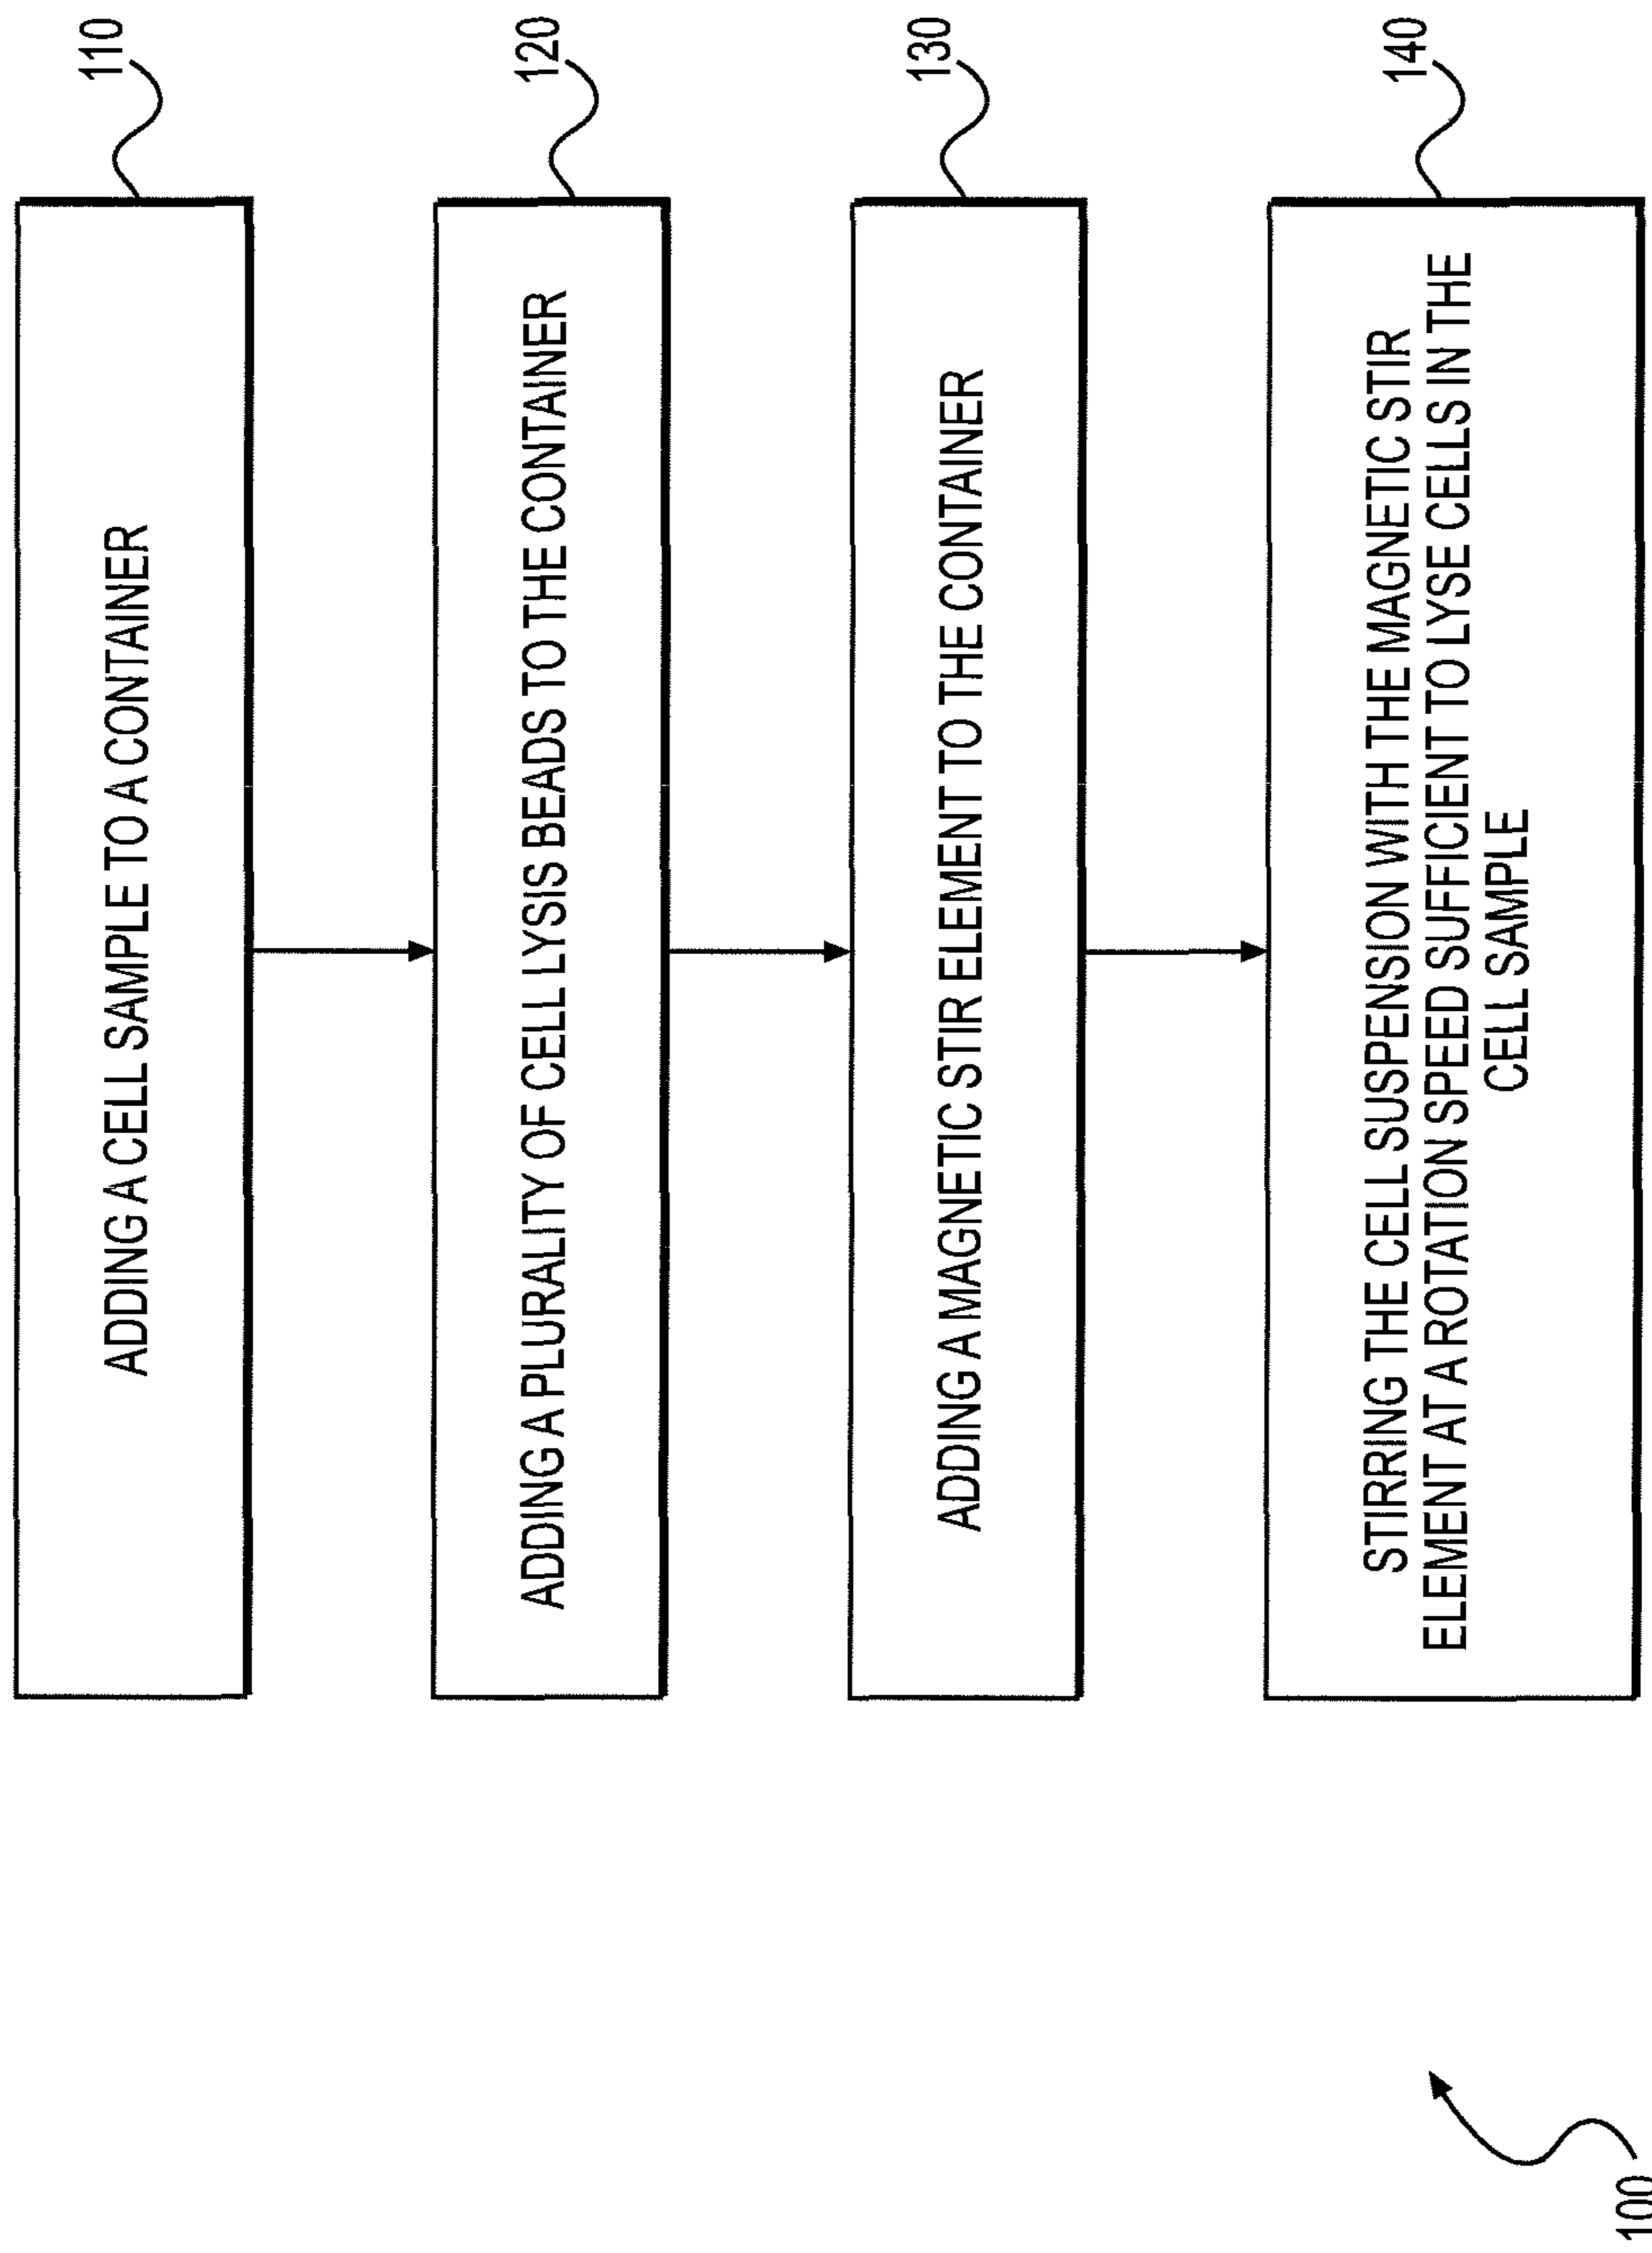 110
ADDING A CELL SAMPLE TO A CONTAINER
120
ADDING A PLURALITY OF CELL LYSIS BEADS TO THE CONTAINER
130
ADDING A MAGNETIC STIR ELEMENT TO THE CONTAINER
140
STIRRING THE CELL SUSPENSION WITH THE MAGNETIC STIR
ELEMENT AT A ROTATION SPEED SUFFICIENT TO LYSE CELLS IN THE
CELL SAMPLE
100